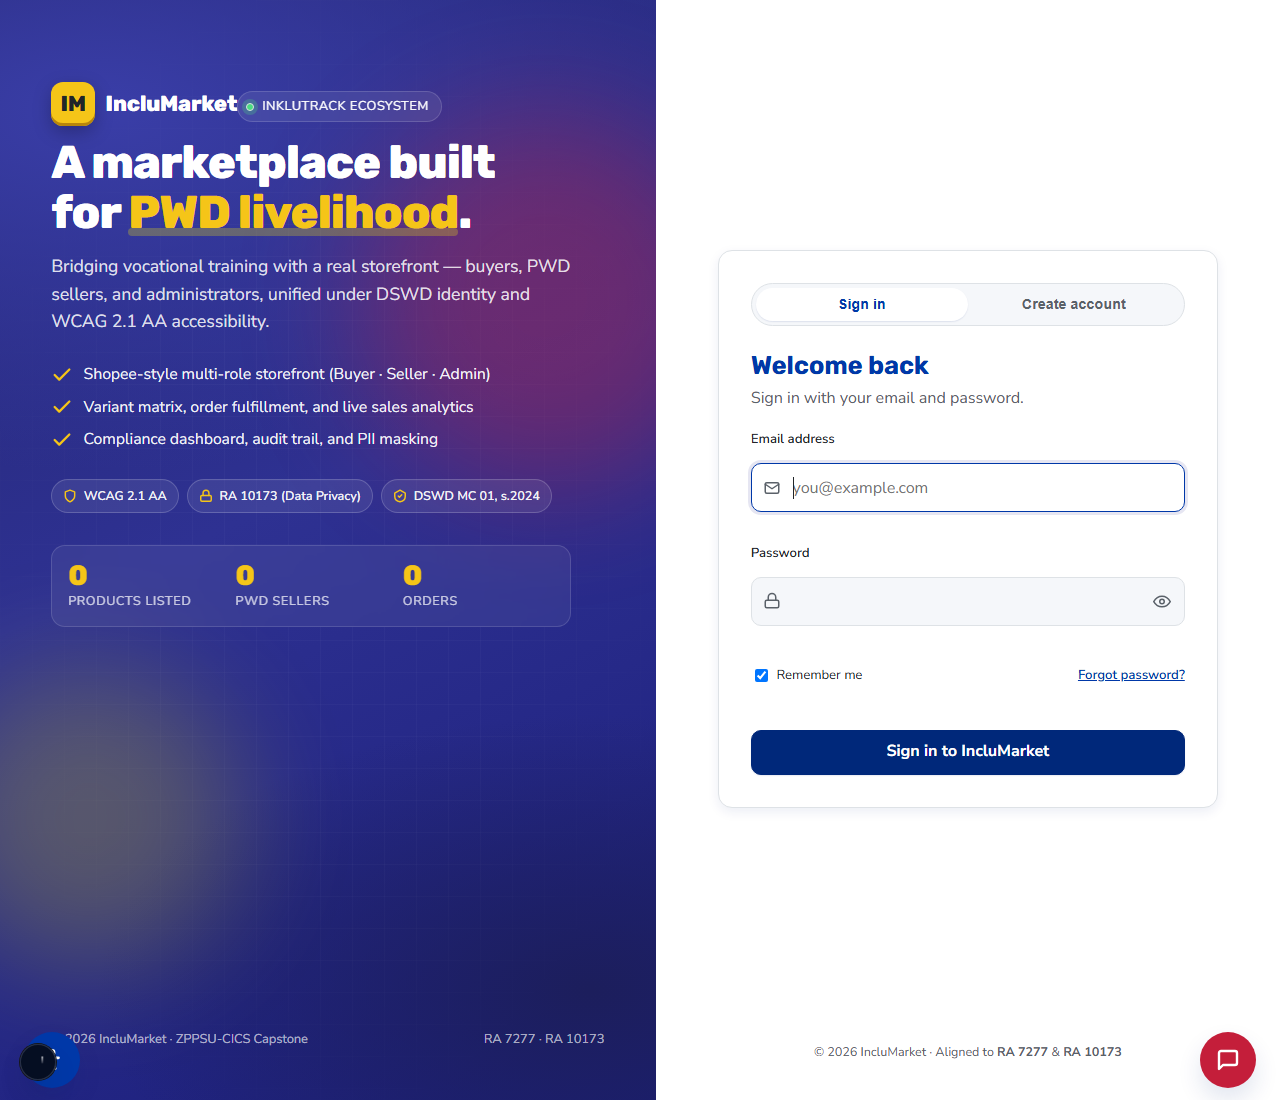 IM IncluMarket INKLUTRACK ECOSYSTEM
A marketplace built
for PWD livelihood.
Bridging vocational training with a real storefront — buyers, PWD
sellers, and administrators, unified under DSWD identity and
WCAG 2.1 AA accessibility.
Shopee-style multi-role storefront (Buyer · Seller · Admin)
Variant matrix, order fulfillment, and live sales analytics
Compliance dashboard, audit trail, and PII masking
WCAG 2.1 AA RA 10173 (Data Privacy) DSWD MC 01, s.2024
0 0 0
PRODUCTS LISTED PWD SELLERS ORDERS
2026 IncluMarket · ZPPSU-CICS Capstone RA 7277 · RA 10173
Sign in Create account
Welcome back
Sign in with your email and password.
Email address
you@example.com
Password
Remember me Forgot password?
Sign in to IncluMarket
© 2026 IncluMarket · Aligned to RA 7277 & RA 10173